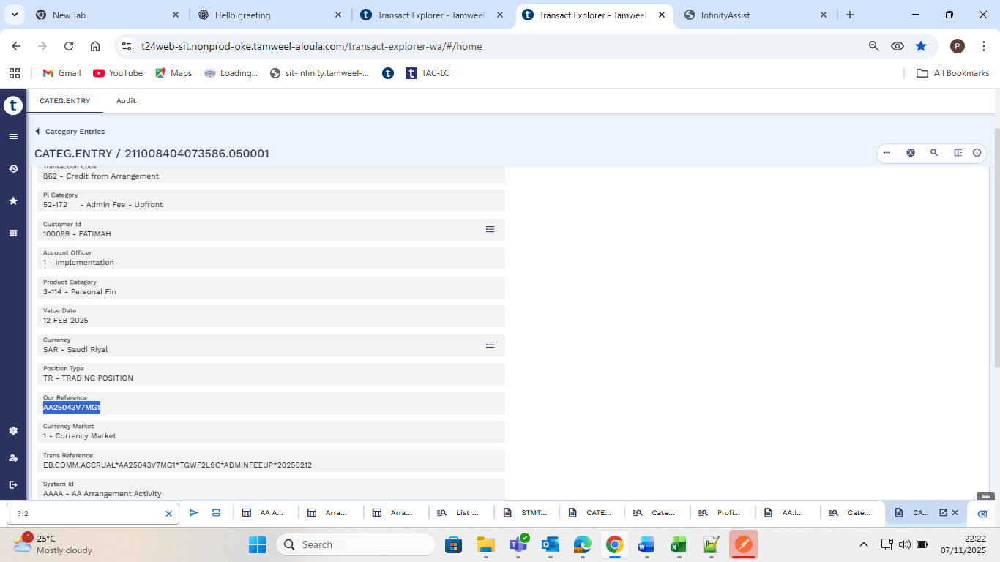 New Tab
Hello greeting
Transact Explorer - Tamweel
Transact Explorer - Tamweel
InfinityAssist
t24web-sit.nonprod-oke.tamweel-aloula.com/transact-explorer-wa/#/home
P
Gmail
YouTube
Maps
Loading...
sit-infinity.tamweel-...
TAC-LC
All Bookmarks
CATEG.ENTRY
Audit
Category Entries
CATEG.ENTRY / 211008404073586.050001
Transaction Code
862 - Credit from Arrangement
Pl Category
52-172 - Admin Fee - Upfront
Customer Id
100099 - FATIMAH
Account Officer
1 - Implementation
Product Category
3-114 - Personal Fin
Value Date
12 FEB 2025
Currency
SAR - Saudi Riyal
Position Type
TR - TRADING POSITION
Our Reference
AA25043V7MG1
Currency Market
1 - Currency Market
Trans Reference
EB.COMM.ACCRUAL*AA25043V7MG1*TGWF2L9C*ADMINFEEUP*20250212
System Id
AAAA - AA Arrangement Activity
?12
AA A...
Arra...
Arra...
List ...
STMT...
CATE...
Cate...
Profi...
AA.I...
Cate...
CA...
1
25°C
Mostly cloudy
Search
22:22
07/11/2025